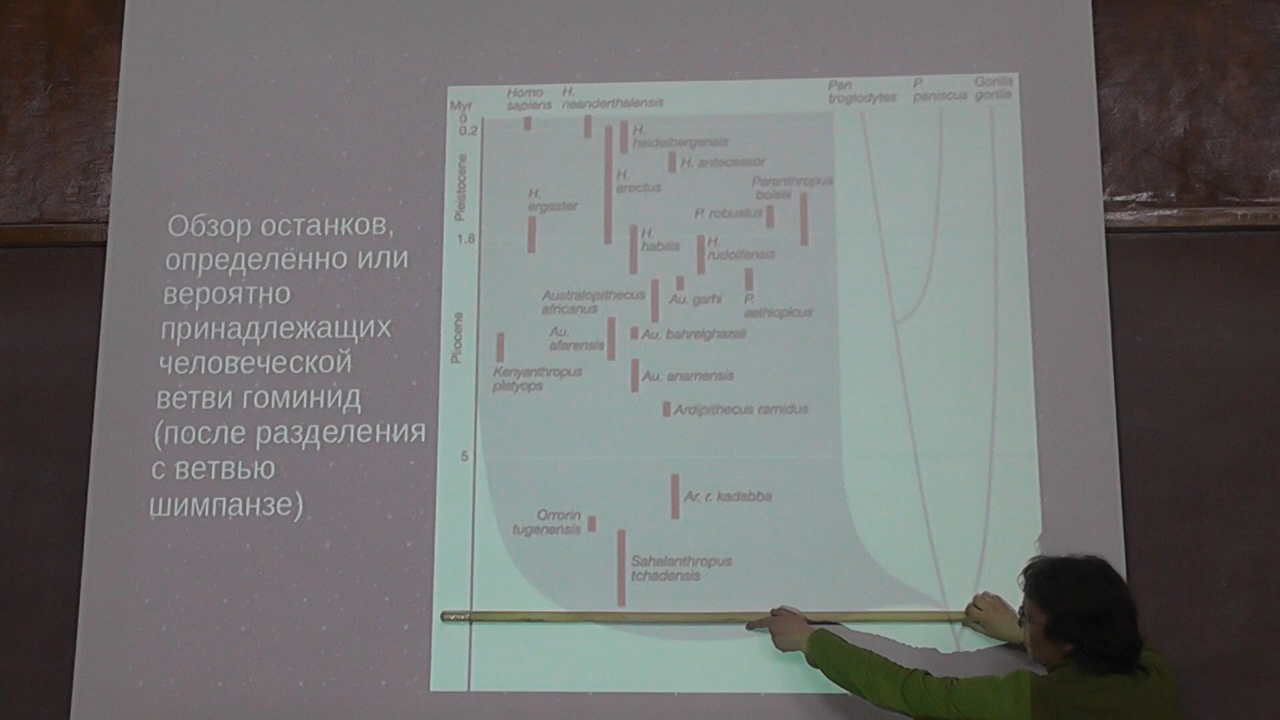 Обзор останков,
определённо или
вероятно
принадлежащих
человеческой
ветви гоминид
(после разделения
с ветвью
шимпанзе)
Myr
Homo
sapiens
H.
neanderthalensis
Pan
troglodytes
P.
paniscus
Gorilla
gorilla
0
0.2
Pleistocene
1.8
Pliocene
5
H.
heidelbergensis
H. antecessor
H.
erectus
Paranthropus
boisei
H.
ergaster
P. robustus
H.
habilis
H.
rudolfensis
Australopithecus
africanus
Au. garhi
P.
aethiopicus
Au.
afarensis
Au. bahrelghazali
Kenyanthropus
platyops
Au. anamensis
Ardipithecus ramidus
Ar. r. kadabba
Orrorin
tugenensis
Sahelanthropus
tchadensis